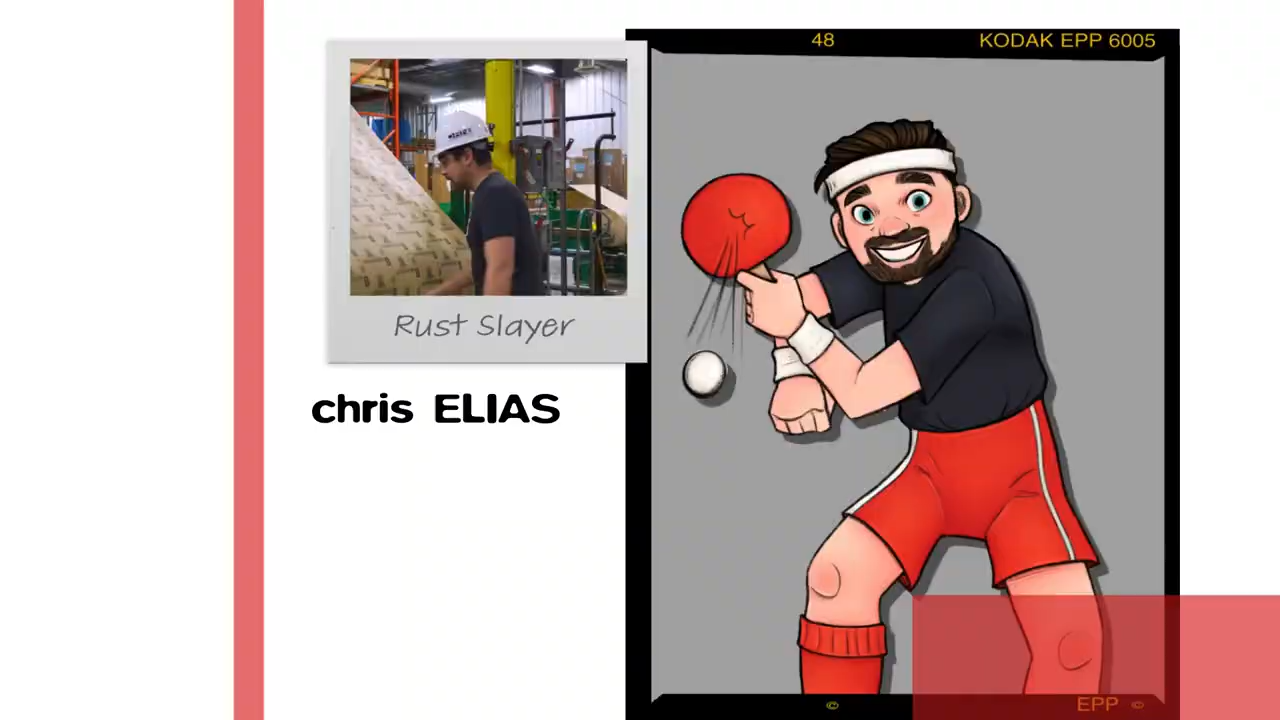 48 KODAK EPP 6005
Rust Slayer
chris ELIAS
EPP ©
©